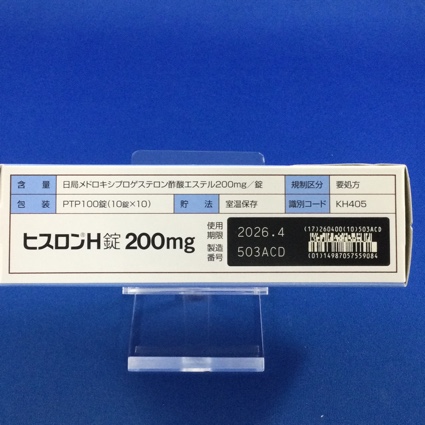 含 量 日局メドロキシプロゲステロン酢酸エステル200mg/錠 規制区分 要処方
包 装 PTP100錠(10錠×10) 貯 法 室温保存 識別コード KH405
ヒスロンH錠 200mg
使用期限 2026.4
製造番号 503ACD
(17)260400(10)503ACD
(01)14987057559084